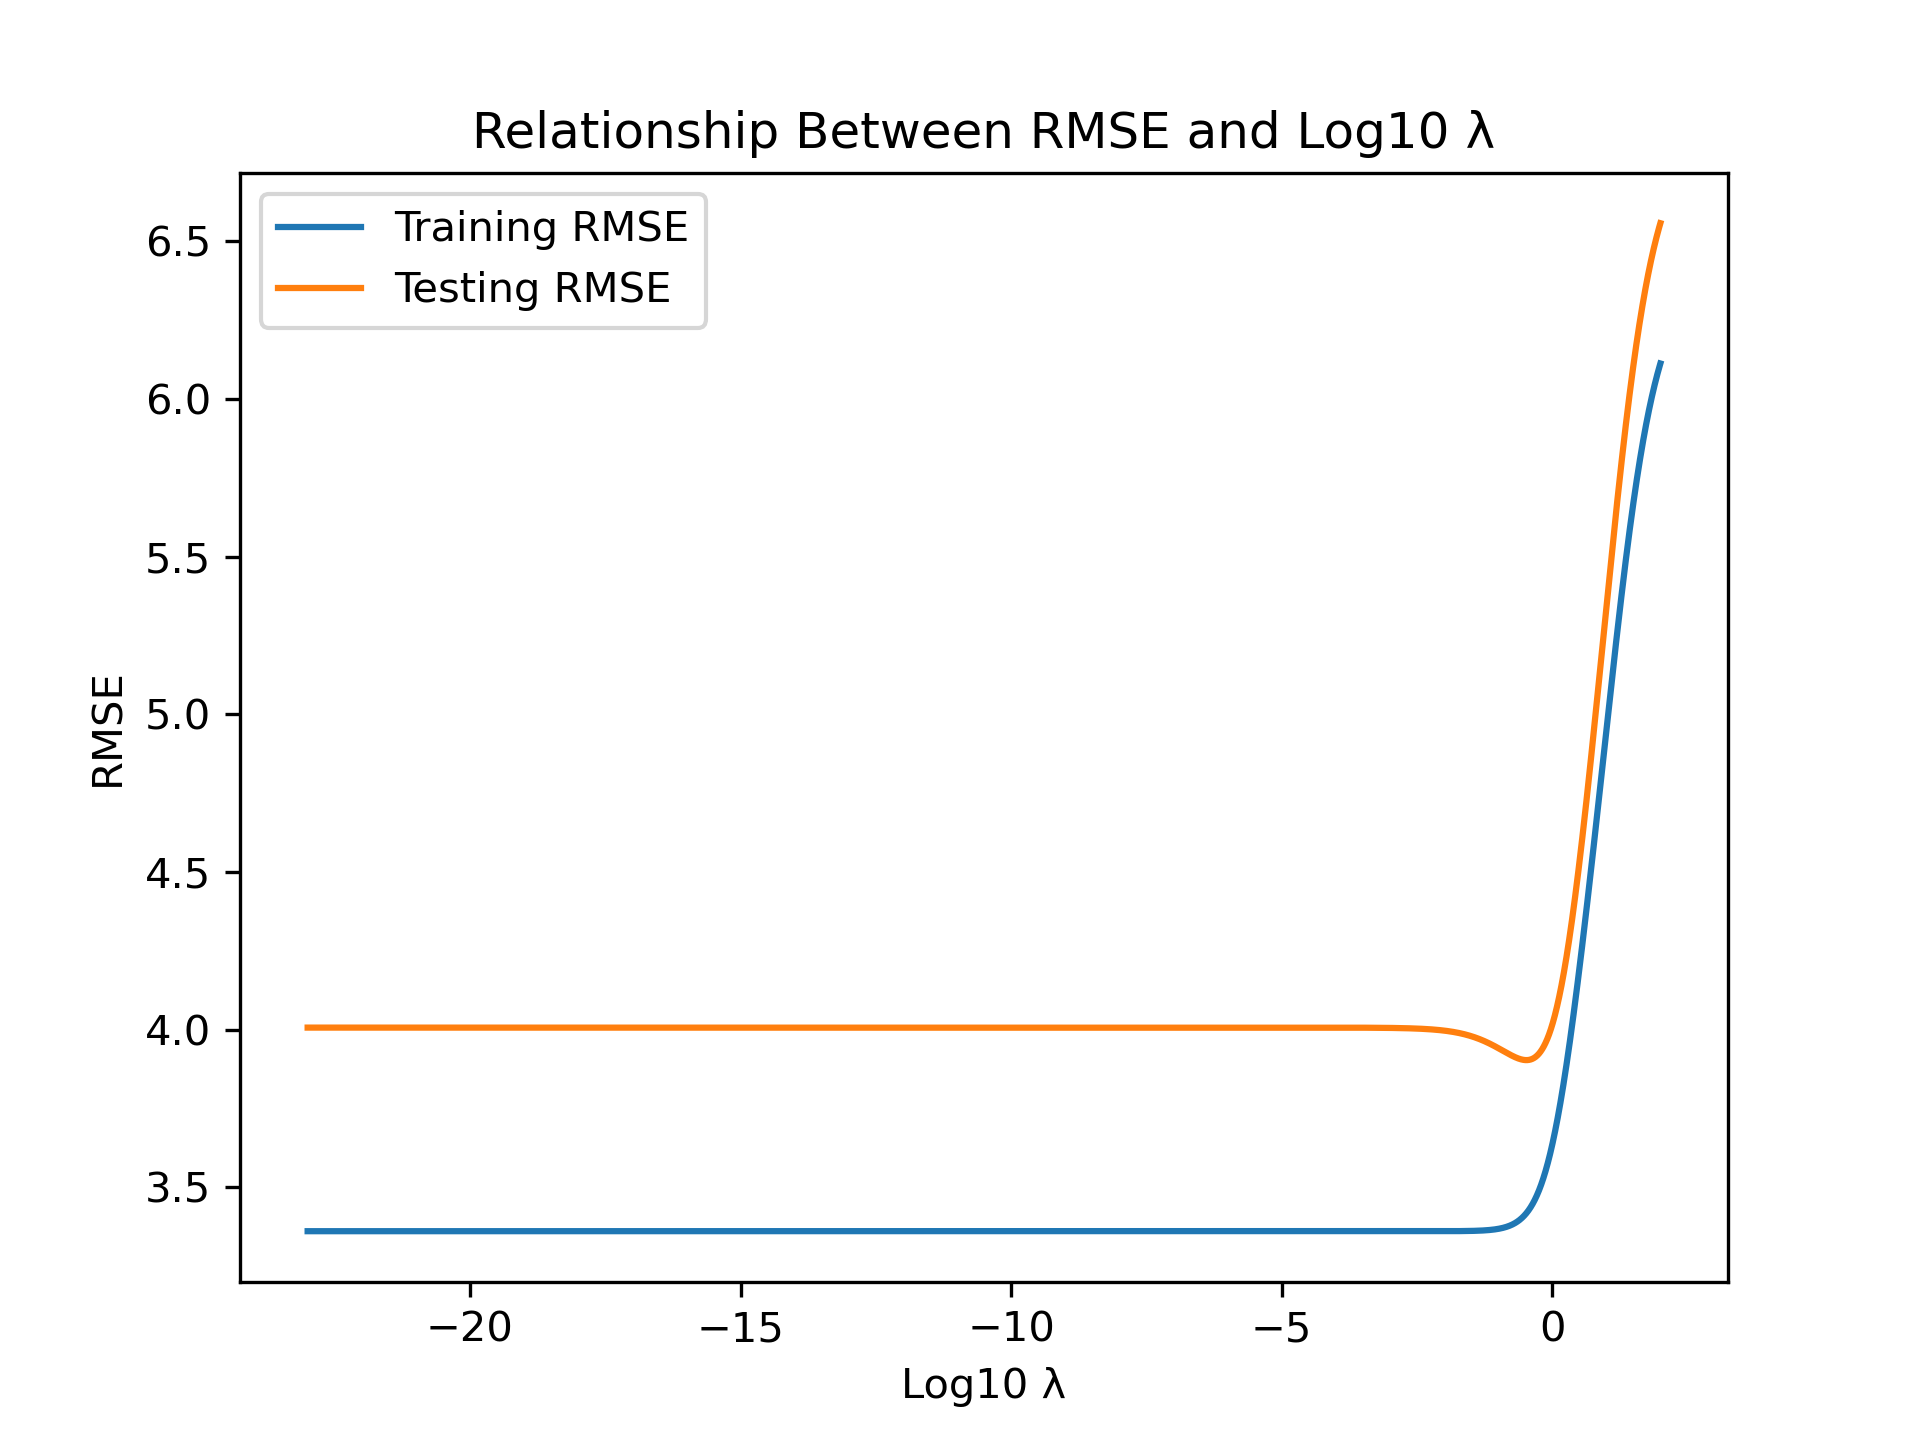 Relationship Between RMSE and Log10 λ
Training RMSE
Testing RMSE
6.5
6.0
5.5
5.0
4.5
4.0
3.5
RMSE
−20 −15 −10 −5 0
Log10 λ